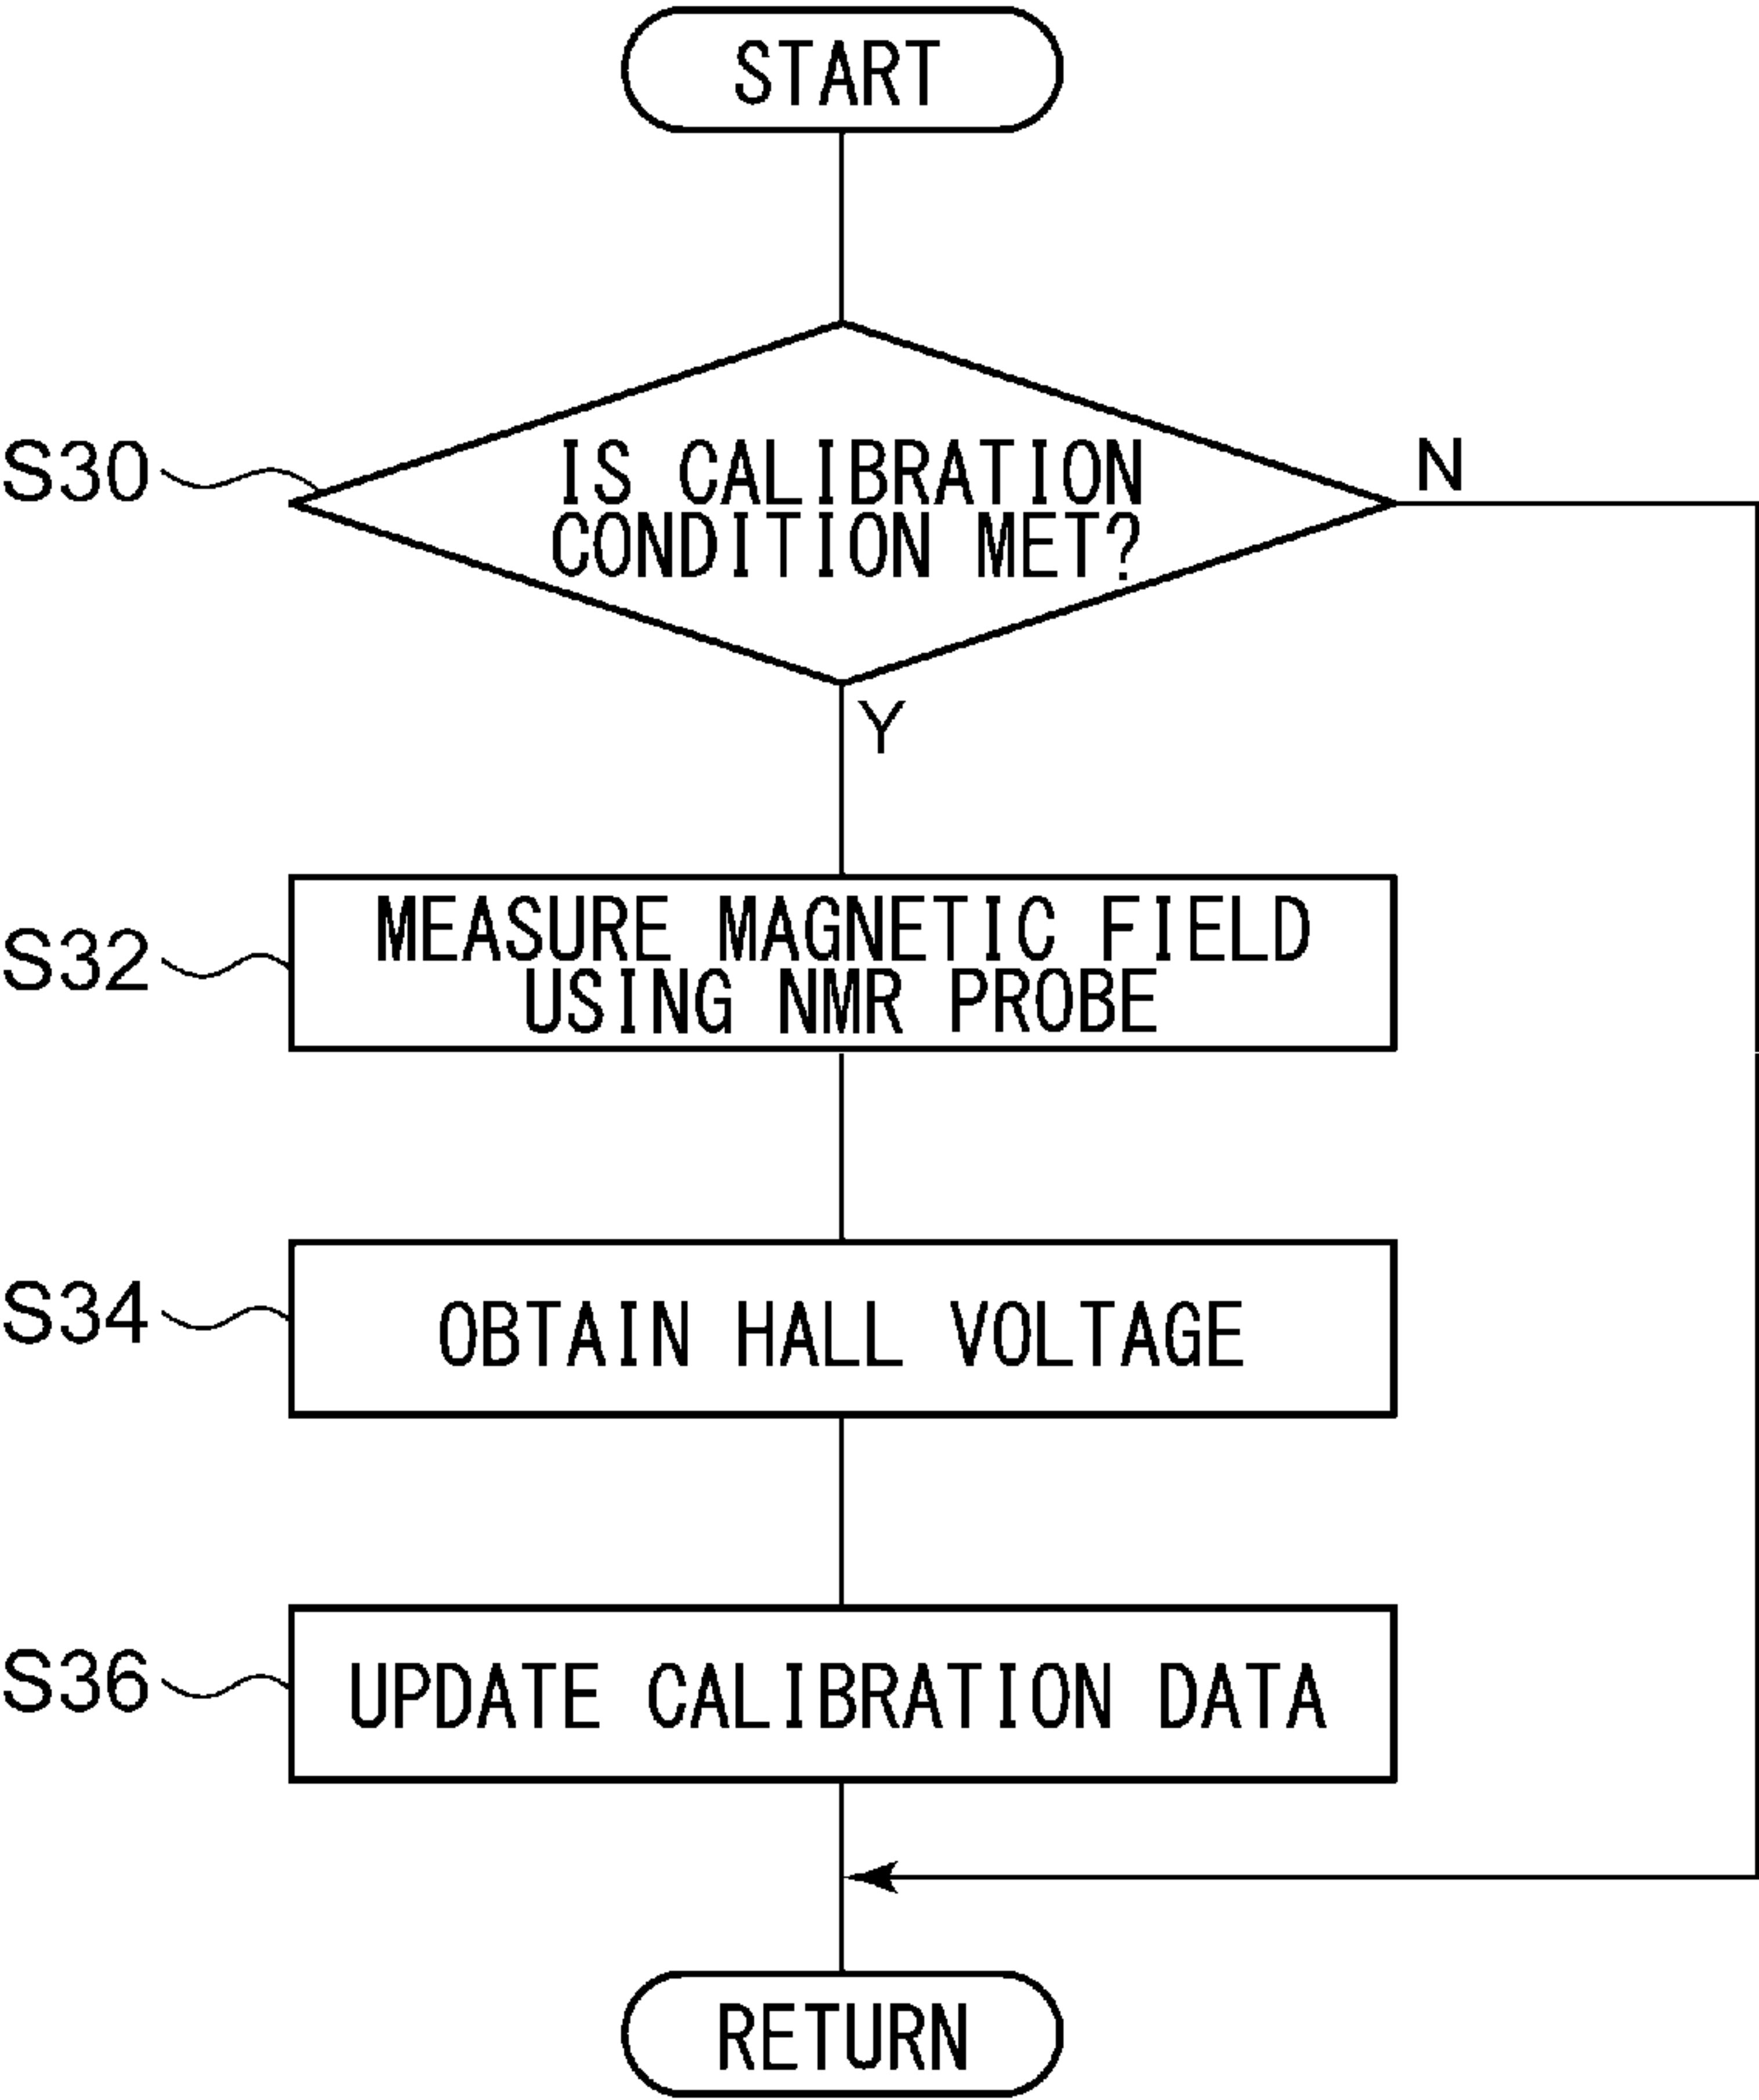 START
S30
IS CALIBRATION
CONDITION MET?
N
Y
S32
MEASURE MAGNETIC FIELD
USING NMR PROBE
S34
OBTAIN HALL VOLTAGE
S36
UPDATE CALIBRATION DATA
RETURN